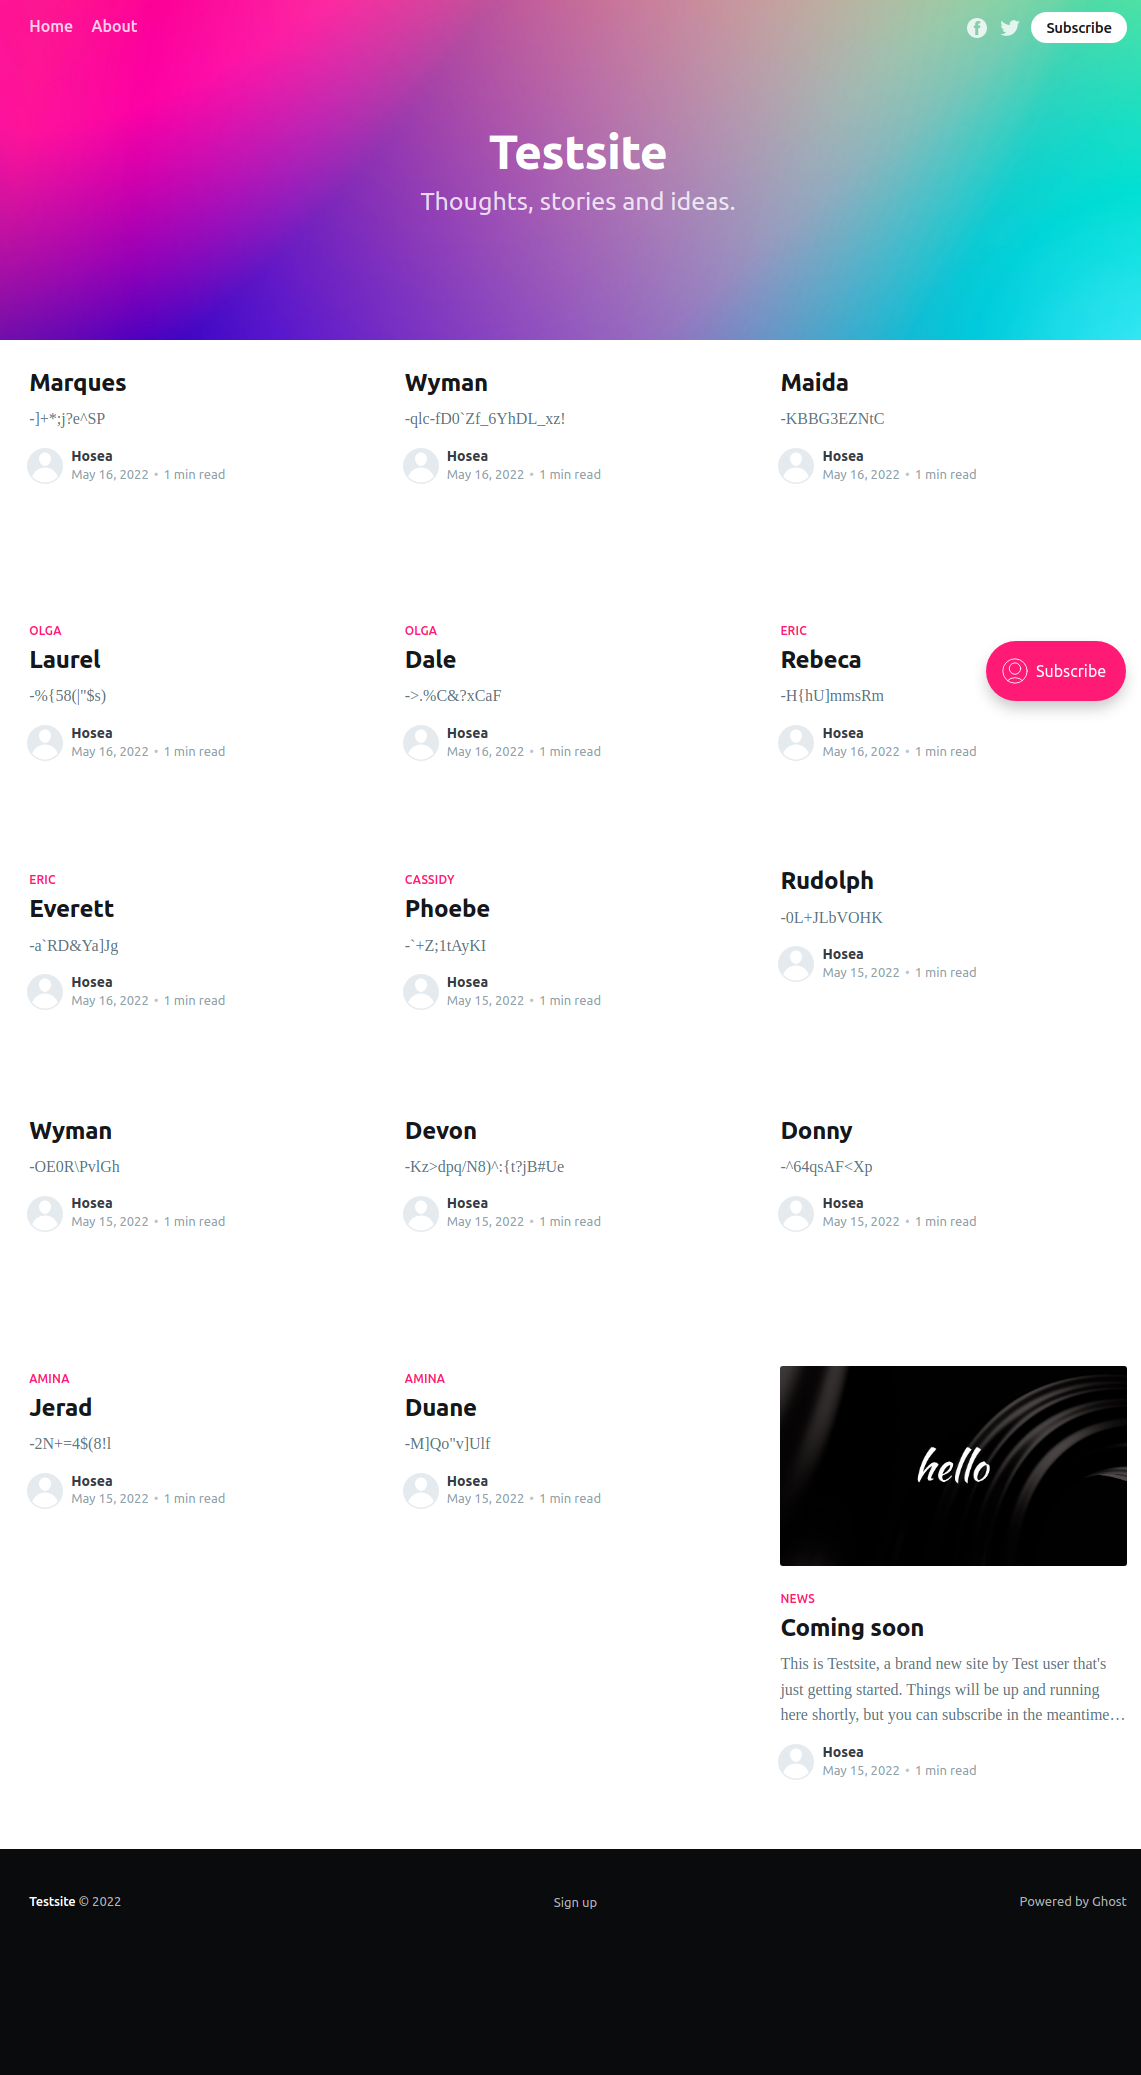 Home About
Subscribe
Testsite
Thoughts, stories and ideas.
Marques
-]+*;j?e^SP
Hosea
May 16, 2022 • 1 min read
Wyman
-qlc-fD0`Zf_6YhDL_xz!
Hosea
May 16, 2022 • 1 min read
Maida
-KBBG3EZNtC
Hosea
May 16, 2022 • 1 min read
OLGA
Laurel
-%{58(|"$s)
Hosea
May 16, 2022 • 1 min read
OLGA
Dale
->.%C&?xCaF
Hosea
May 16, 2022 • 1 min read
ERIC
Rebeca
-H{hU]mmsRm
Hosea
May 16, 2022 • 1 min read
Subscribe
ERIC
Everett
-a`RD&Ya]Jg
Hosea
May 16, 2022 • 1 min read
CASSIDY
Phoebe
-`+Z;1tAyKI
Hosea
May 15, 2022 • 1 min read
Rudolph
-0L+JLbVOHK
Hosea
May 15, 2022 • 1 min read
Wyman
-OE0R\PvlGh
Hosea
May 15, 2022 • 1 min read
Devon
-Kz>dpq/N8)^:{t?jB#Ue
Hosea
May 15, 2022 • 1 min read
Donny
-^64qsAF<Xp
Hosea
May 15, 2022 • 1 min read
AMINA
Jerad
-2N+=4$(8!l
Hosea
May 15, 2022 • 1 min read
AMINA
Duane
-M]Qo"v]Ulf
Hosea
May 15, 2022 • 1 min read
hello
NEWS
Coming soon
This is Testsite, a brand new site by Test user that's
just getting started. Things will be up and running
here shortly, but you can subscribe in the meantime…
Hosea
May 15, 2022 • 1 min read
Testsite © 2022
Sign up
Powered by Ghost